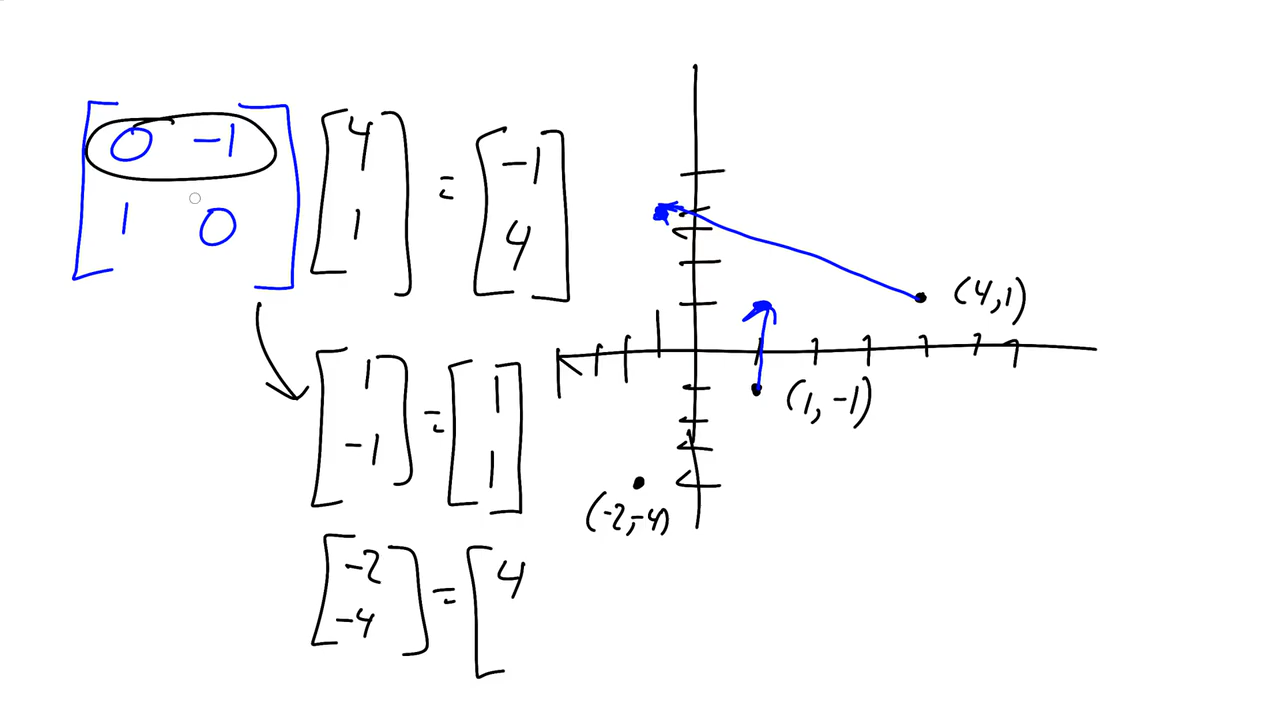 [0 -1] [4] = [-1]
[1 0] [1] [4]
(4,1)
[1] = [1]
[-1] [1]
(1,-1)
(-2,-4)
[-2] = [4
[-4] [